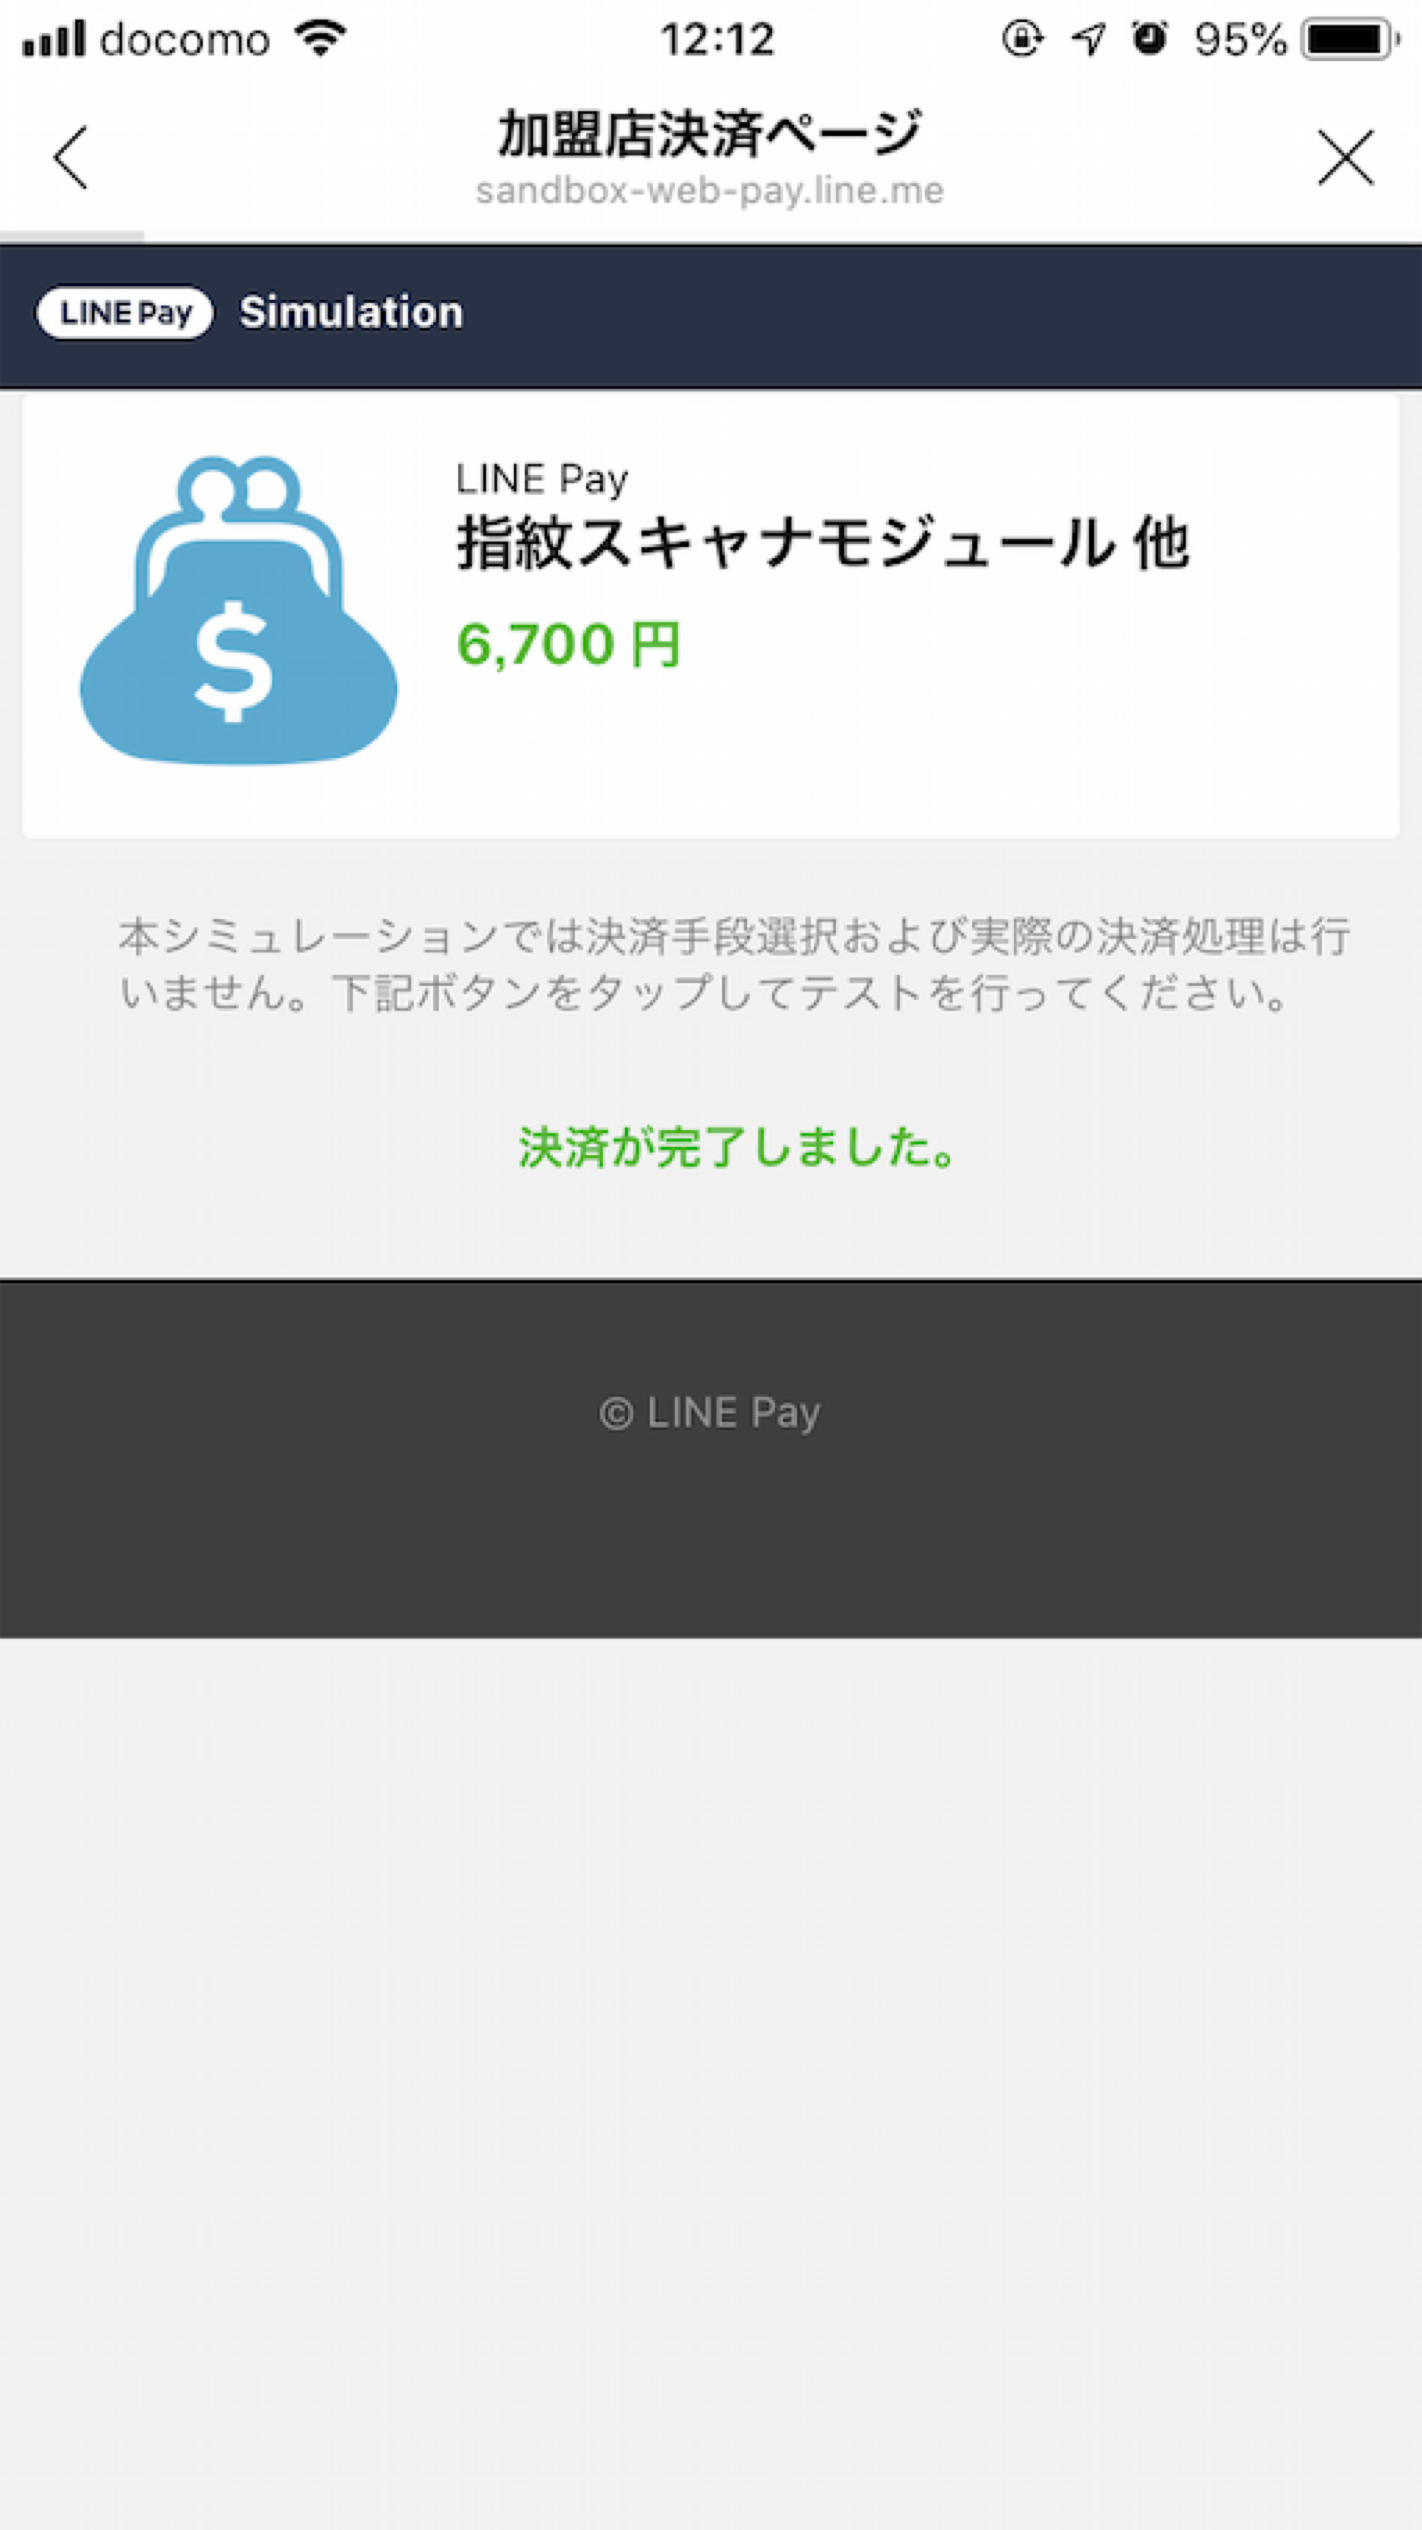 docomo 12:12 95%
加盟店決済ページ
sandbox-web-pay.line.me
LINE Pay Simulation
LINE Pay
指紋スキャナモジュール 他
6,700 円
$
本シミュレーションでは決済手段選択および実際の決済処理は行
いません。下記ボタンをタップしてテストを行ってください。
決済が完了しました。
© LINE Pay